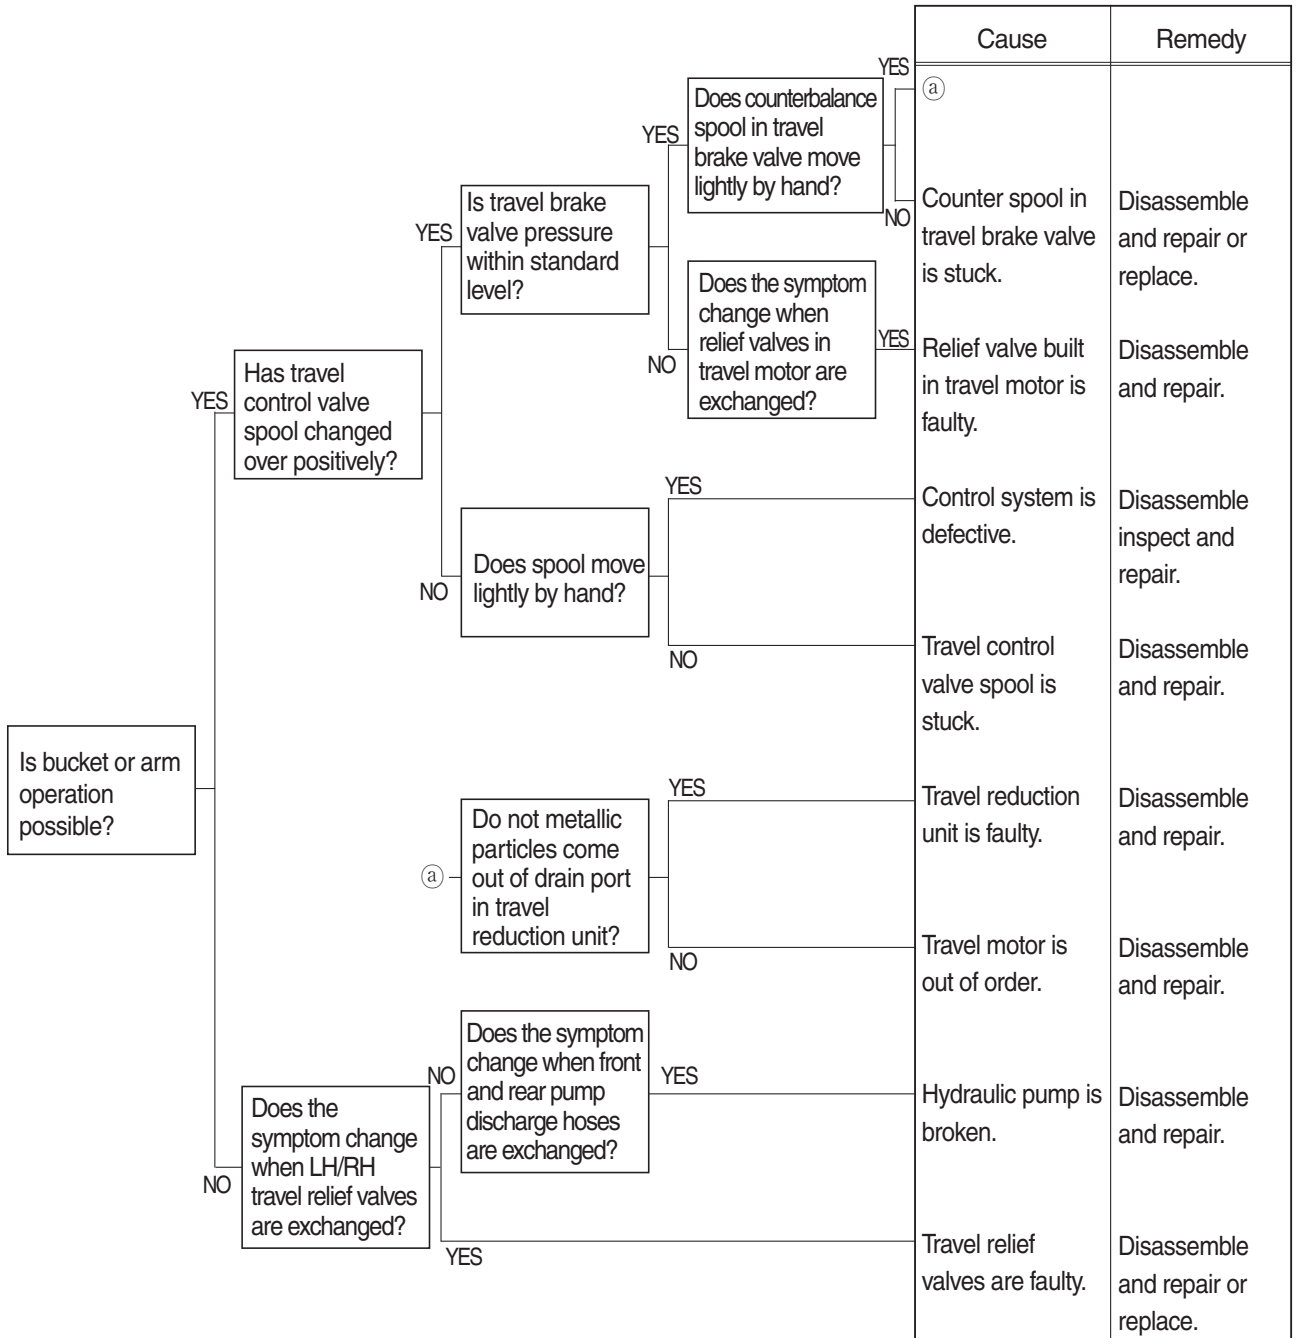 Cause
Remedy
YES
ⓐ
Does counterbalance
spool in travel
brake valve move
lightly by hand?
YES
NO
Counter spool in
travel brake valve
is stuck.
Disassemble
and repair or
replace.
Is travel brake
valve pressure
within standard
level?
YES
Does the symptom
change when
relief valves in
travel motor are
exchanged?
NO
YES
Relief valve built
in travel motor is
faulty.
Disassemble
and repair.
Has travel
control valve
spool changed
over positively?
YES
YES
Control system is
defective.
Disassemble
inspect and
repair.
Does spool move
lightly by hand?
NO
NO
Travel control
valve spool is
stuck.
Disassemble
and repair.
Is bucket or arm
operation
possible?
YES
Travel reduction
unit is faulty.
Disassemble
and repair.
ⓐ
Do not metallic
particles come
out of drain port
in travel
reduction unit?
NO
Travel motor is
out of order.
Disassemble
and repair.
Does the symptom
change when front
and rear pump
discharge hoses
are exchanged?
NO
YES
Hydraulic pump is
broken.
Disassemble
and repair.
Does the
symptom change
when LH/RH
travel relief valves
are exchanged?
NO
YES
Travel relief
valves are faulty.
Disassemble
and repair or
replace.